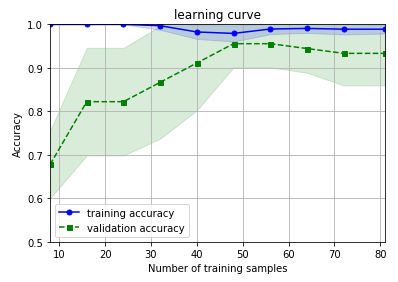 learning curve
Accuracy
1.0
0.9
0.8
0.7
0.6
0.5
training accuracy
validation accuracy
10 20 30 40 50 60 70 80
Number of training samples